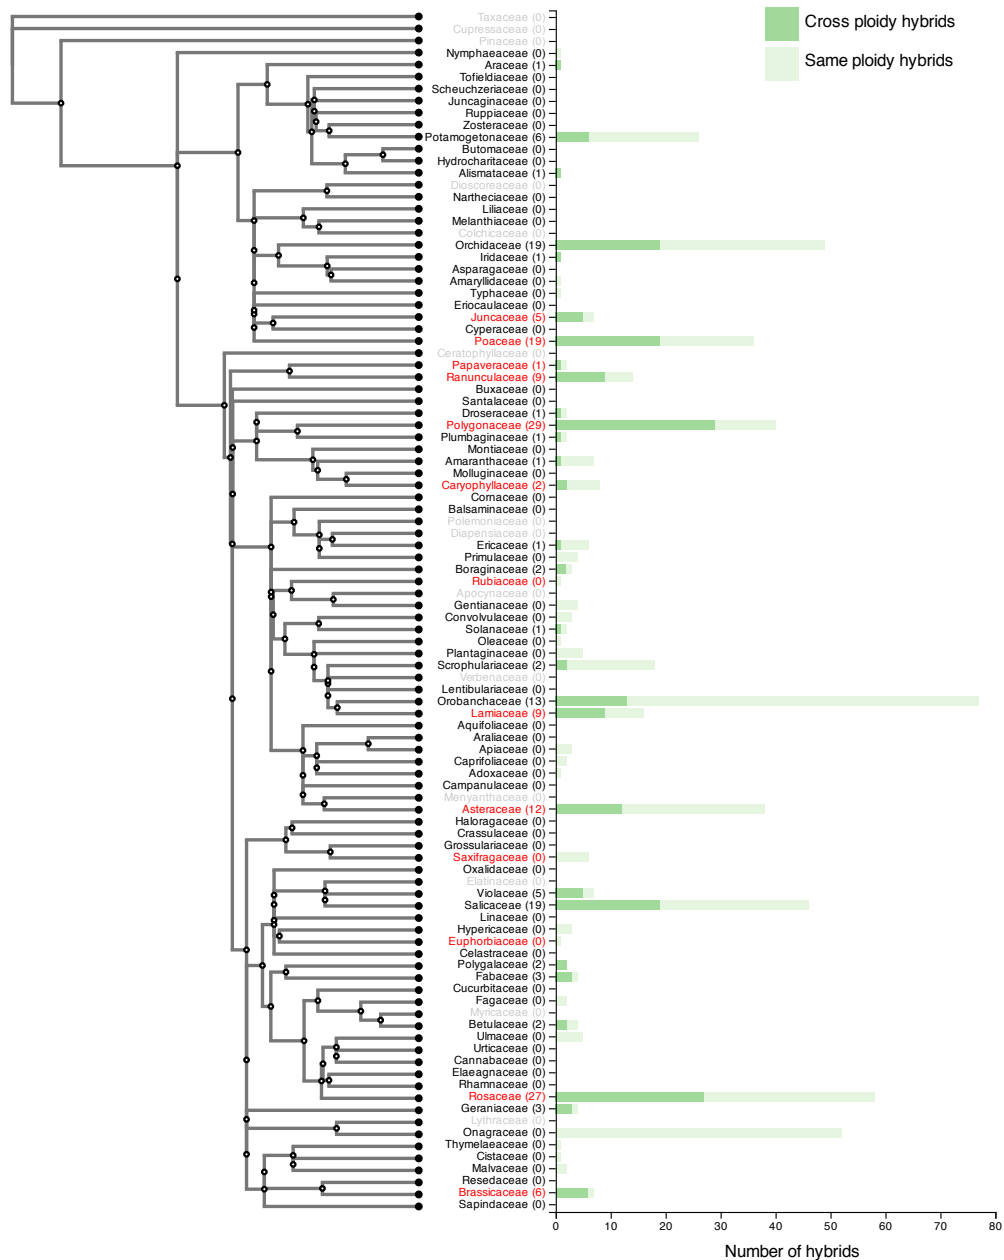 Cross ploidy hybrids
Same ploidy hybrids
Taxaceae (0)
Cupressaceae (0)
Pinaceae (0)
Nymphaeaceae (0)
Araceae (1)
Tofieldiaceae (0)
Scheuchzeriaceae (0)
Juncaginaceae (0)
Ruppiaceae (0)
Zosteraceae (0)
Potamogetonaceae (6)
Butomaceae (0)
Hydrocharitaceae (0)
Alismataceae (1)
Dioscoreaceae (0)
Nartheciaceae (0)
Liliaceae (0)
Melanthiaceae (0)
Colchicaceae (0)
Orchidaceae (19)
Iridaceae (1)
Asparagaceae (0)
Amaryllidaceae (0)
Typhaceae (0)
Eriocaulaceae (0)
Juncaceae (5)
Cyperaceae (0)
Poaceae (19)
Ceratophyllaceae (0)
Papaveraceae (1)
Ranunculaceae (9)
Buxaceae (0)
Santalaceae (0)
Droseraceae (1)
Polygonaceae (29)
Plumbaginaceae (1)
Montiaceae (0)
Amaranthaceae (1)
Molluginaceae (0)
Caryophyllaceae (2)
Cornaceae (0)
Balsaminaceae (0)
Polemoniaceae (0)
Diapensiaceae (0)
Ericaceae (1)
Primulaceae (0)
Boraginaceae (2)
Rubiaceae (0)
Apocynaceae (0)
Gentianaceae (0)
Convolvulaceae (0)
Solanaceae (1)
Oleaceae (0)
Plantaginaceae (0)
Scrophulariaceae (2)
Verbenaceae (0)
Lentibulariaceae (0)
Orobanchaceae (13)
Lamiaceae (9)
Aquifoliaceae (0)
Araliaceae (0)
Apiaceae (0)
Caprifoliaceae (0)
Adoxaceae (0)
Campanulaceae (0)
Menyanthaceae (0)
Asteraceae (12)
Haloragaceae (0)
Crassulaceae (0)
Grossulariaceae (0)
Saxifragaceae (0)
Oxalidaceae (0)
Elatinaceae (0)
Violaceae (5)
Salicaceae (19)
Linaceae (0)
Hypericaceae (0)
Euphorbiaceae (0)
Celastraceae (0)
Polygalaceae (2)
Fabaceae (3)
Cucurbitaceae (0)
Fagaceae (0)
Myricaceae (0)
Betulaceae (2)
Ulmaceae (0)
Urticaceae (0)
Cannabaceae (0)
Elaeagnaceae (0)
Rhamnaceae (0)
Rosaceae (27)
Geraniaceae (3)
Lythraceae (0)
Onagraceae (0)
Thymelaeaceae (0)
Cistaceae (0)
Malvaceae (0)
Resedaceae (0)
Brassicaceae (6)
Sapindaceae (0)
0 10 20 30 40 50 60 70 80
Number of hybrids